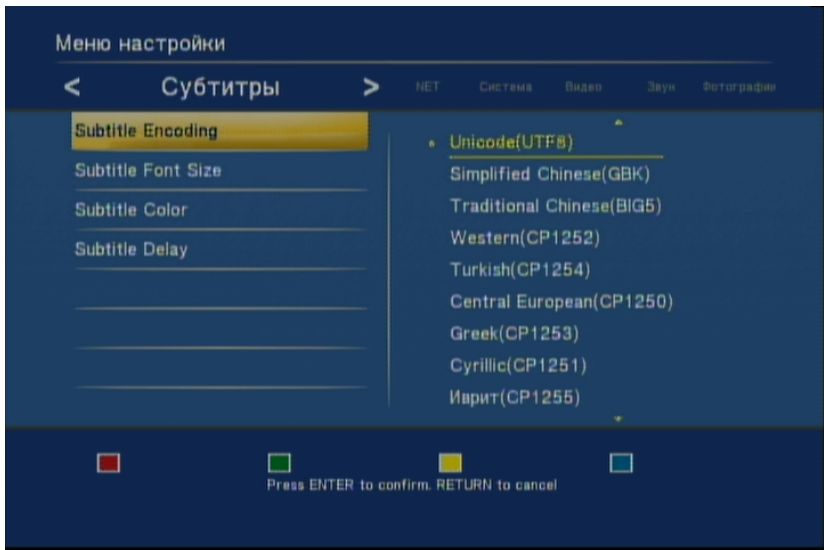 Меню настройки
< Субтитры > NET Система Видео Звук Фотографии
Subtitle Encoding
Subtitle Font Size
Subtitle Color
Subtitle Delay
Unicode(UTF8)
Simplified Chinese(GBK)
Traditional Chinese(BIG5)
Western(CP1252)
Turkish(CP1254)
Central European(CP1250)
Greek(CP1253)
Cyrillic(CP1251)
Иврит(CP1255)
Press ENTER to confirm. RETURN to cancel